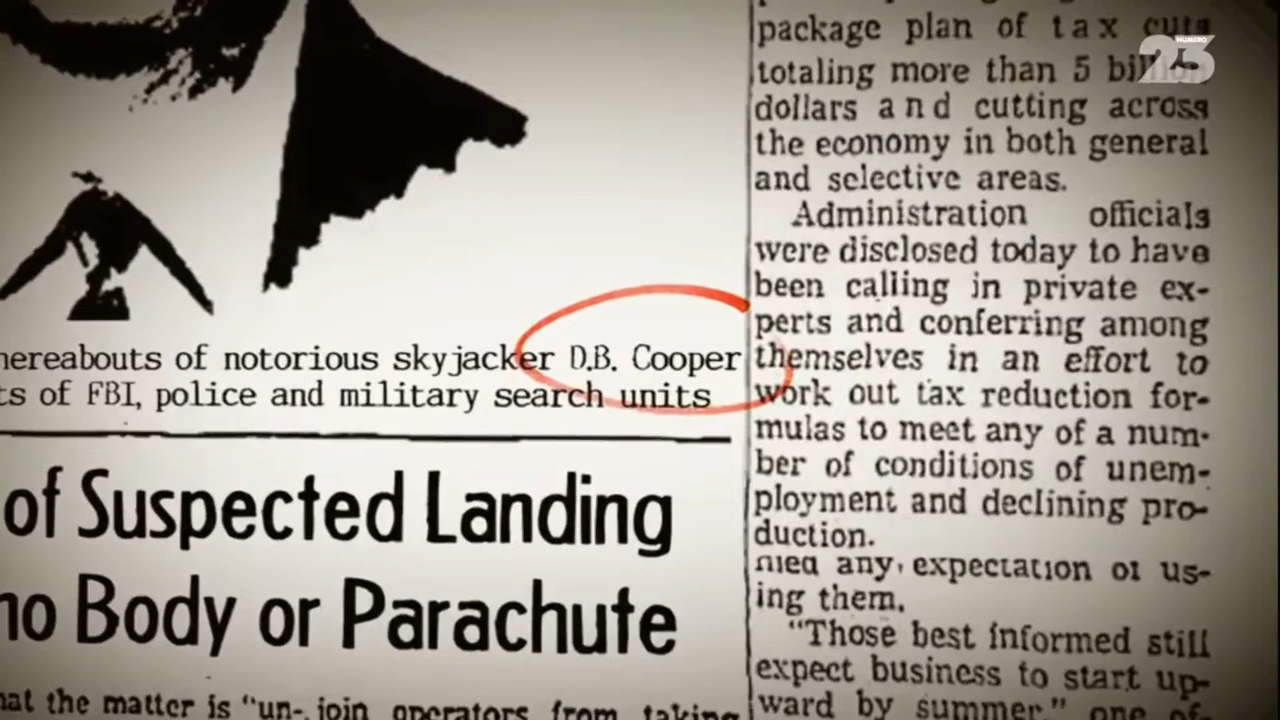 hereabouts of notorious skyjacker D.B. Cooper
ts of FBI, police and military search units
of Suspected Landing
no Body or Parachute
hat the matter is "un- join operators from taking
package plan of tax cuts
totaling more than 5 billion
dollars and cutting across
the economy in both general
and selective areas.
Administration officials
were disclosed today to have
been calling in private ex-
perts and conferring among
themselves in an effort to
work out tax reduction for-
mulas to meet any of a num-
ber of conditions of unem-
ployment and declining pro-
duction.
any expectation of us-
ing them.
"Those best informed still
expect business to start up-
ward by summer" one of
NUMERO
23